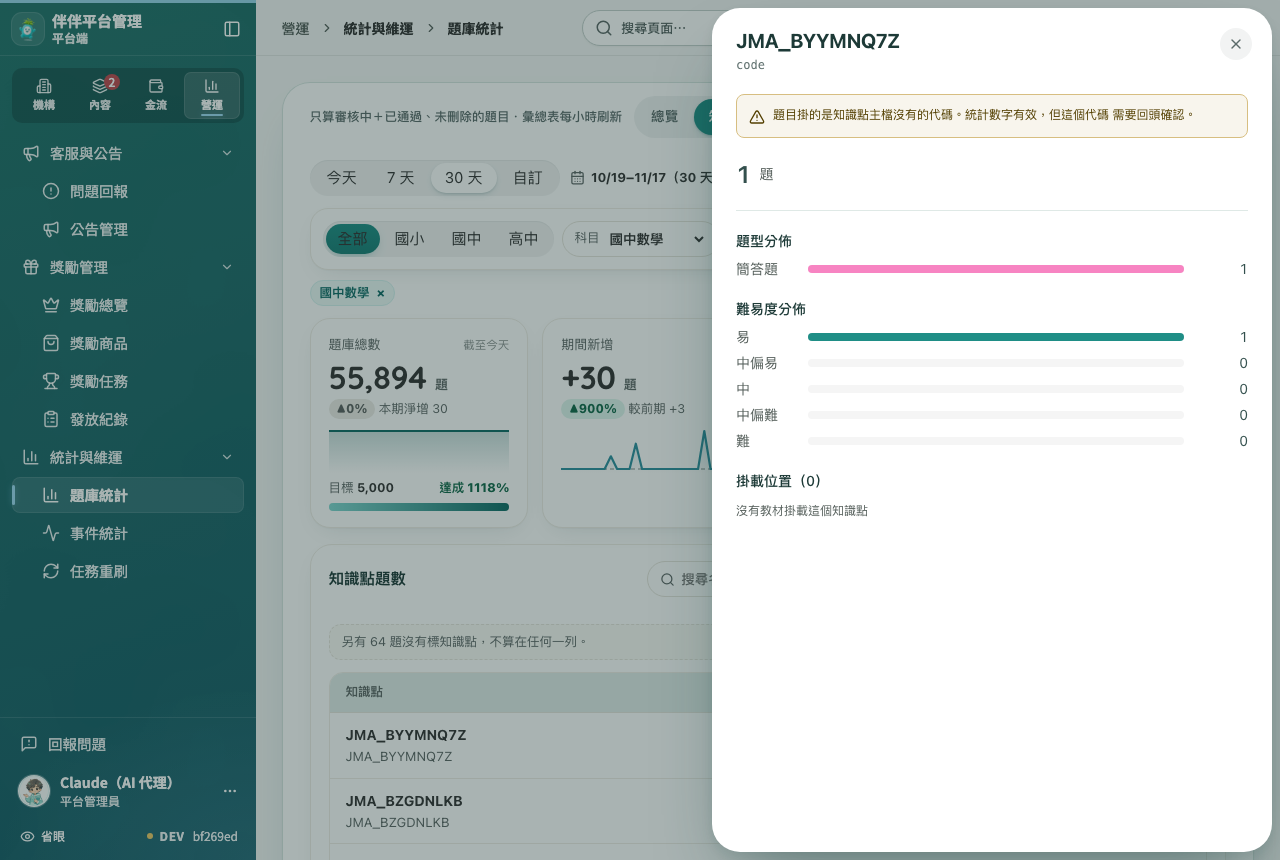 伴伴平台管理
平台端
機構
內容
2
金流
營運
客服與公告
問題回報
公告管理
獎勵管理
獎勵總覽
獎勵商品
獎勵任務
發放紀錄
統計與維運
題庫統計
事件統計
任務重刷
回報問題
Claude（AI 代理）
平台管理員
省眼
DEV bf269ed
營運 > 統計與維運 > 題庫統計
搜尋頁面…
只算審核中＋已通過、未刪除的題目 · 彙總表每小時刷新
總覽
今天
7 天
30 天
自訂
10/19–11/17（30 天
全部
國小
國中
高中
科目 國中數學
國中數學 ×
題庫總數
截至今天
55,894 題
▲0% 本期淨增 30
目標 5,000
達成 1118%
期間新增
+30 題
▲900% 較前期 +3
知識點題數
搜尋
另有 64 題沒有標知識點，不算在任何一列。
知識點
JMA_BYYMNQ7Z
JMA_BYYMNQ7Z
JMA_BZGDNLKB
JMA_BZGDNLKB
JMA_BYYMNQ7Z
code
題目掛的是知識點主檔沒有的代碼。統計數字有效，但這個代碼 需要回頭確認。
1 題
題型分佈
簡答題 1
難易度分佈
易 1
中偏易 0
中 0
中偏難 0
難 0
掛載位置（0）
沒有教材掛載這個知識點